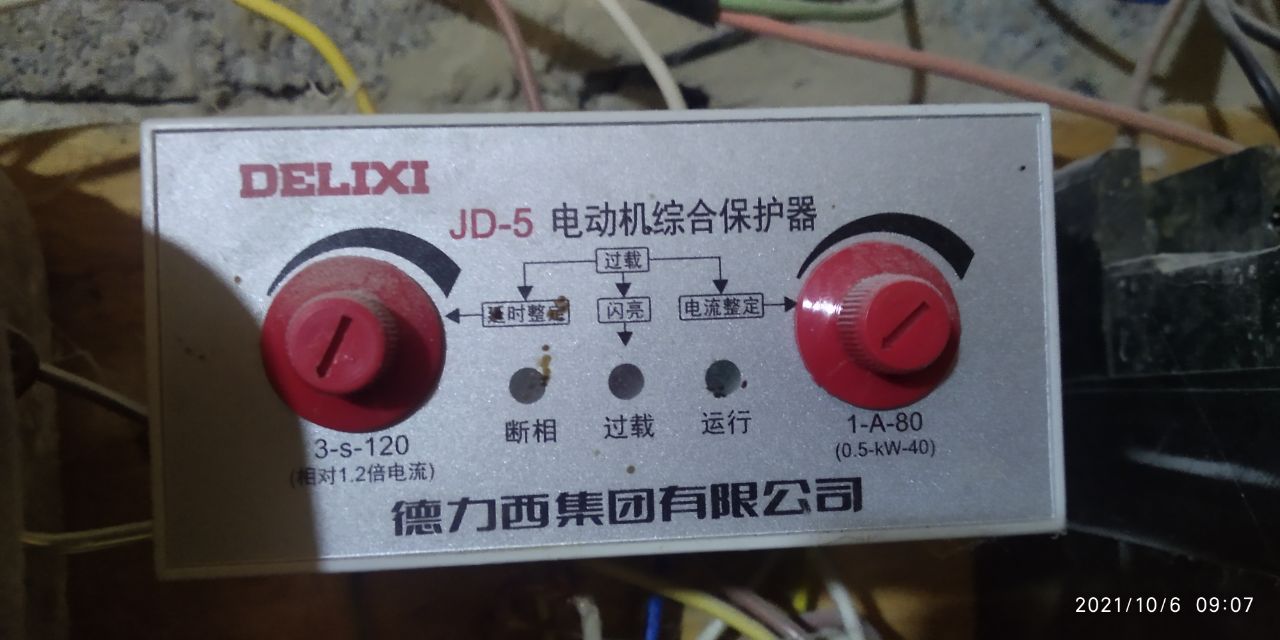 DELIXI
JD-5 电动机综合保护器
过载
延时整定 闪亮 电流整定
断相 过载 运行
3-s-120
(相对1.2倍电流)
1-A-80
(0.5-kW-40)
德力西集团有限公司
2021/10/6 09:07